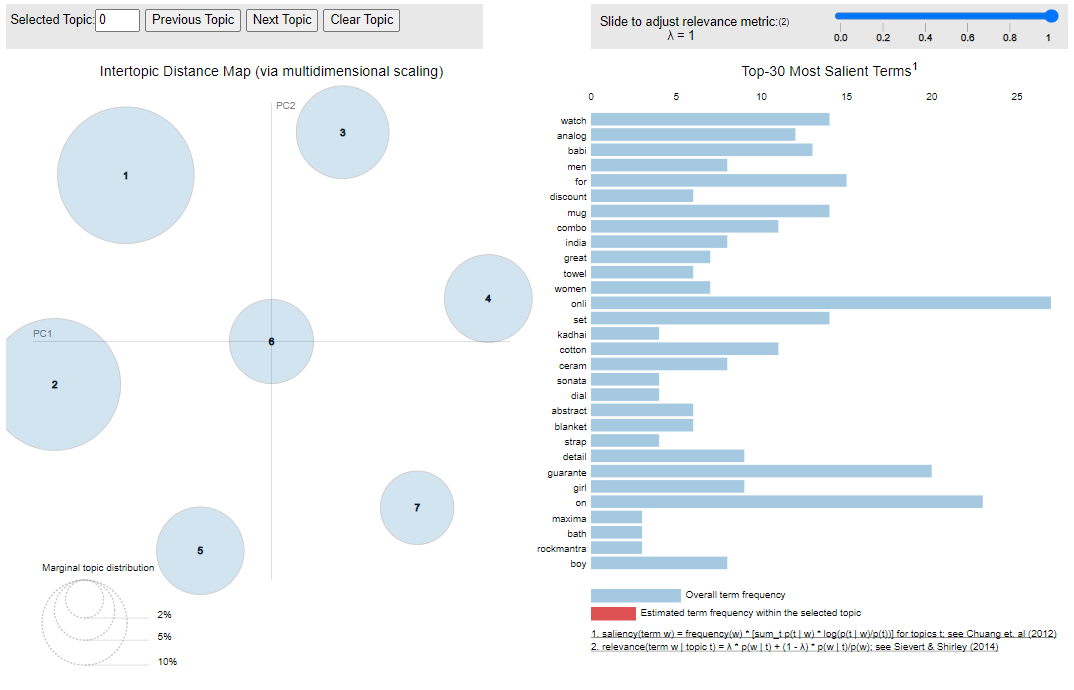 Selected Topic: 0 Previous Topic Next Topic Clear Topic
Slide to adjust relevance metric:(2)
λ = 1
0.0 0.2 0.4 0.6 0.8 1
Intertopic Distance Map (via multidimensional scaling)
PC2
PC1
1
3
4
6
2
7
5
Marginal topic distribution
2%
5%
10%
Top-30 Most Salient Terms1
0 5 10 15 20 25
watch
analog
babi
men
for
discount
mug
combo
india
great
towel
women
onli
set
kadhai
cotton
ceram
sonata
dial
abstract
blanket
strap
detail
guarante
girl
on
maxima
bath
rockmantra
boy
Overall term frequency
Estimated term frequency within the selected topic
1. saliency(term w) = frequency(w) * [sum_t p(t | w) * log(p(t | w)/p(t))] for topics t; see Chuang et. al (2012)
2. relevance(term w | topic t) = λ * p(w | t) + (1 - λ) * p(w | t)/p(w); see Sievert & Shirley (2014)